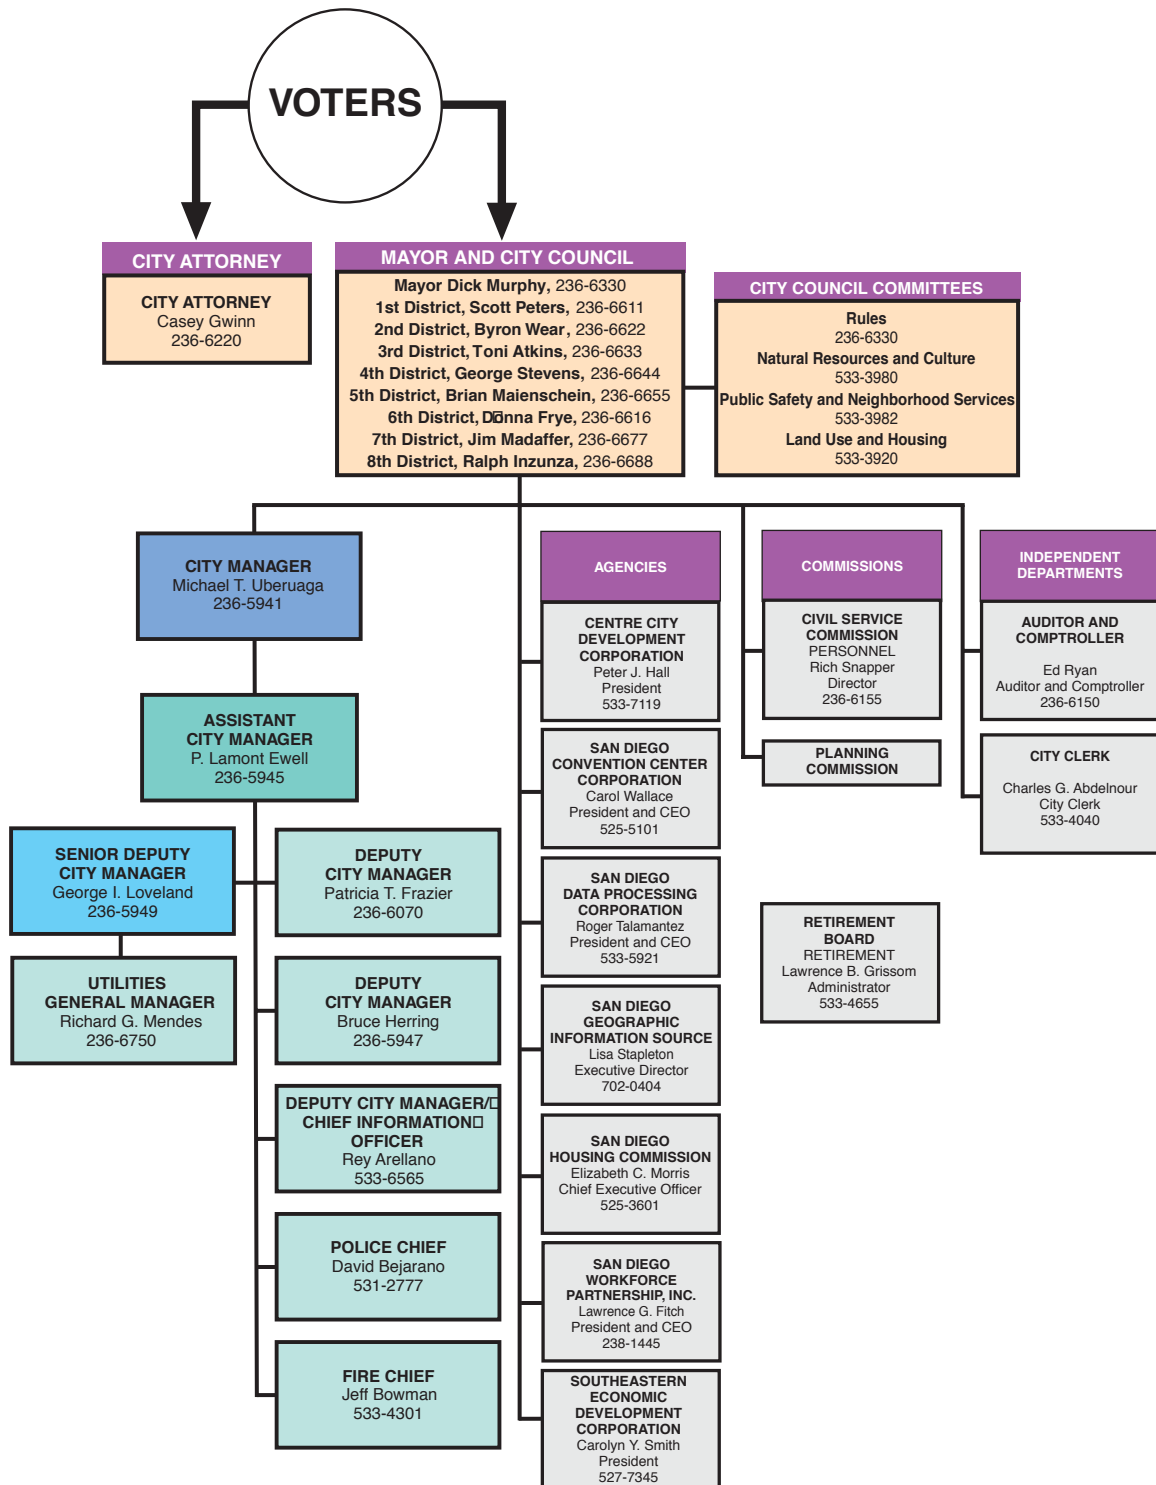 VOTERS
CITY ATTORNEY
CITY ATTORNEY
Casey Gwinn
236-6220
MAYOR AND CITY COUNCIL
Mayor Dick Murphy, 236-6330
1st District, Scott Peters, 236-6611
2nd District, Byron Wear, 236-6622
3rd District, Toni Atkins, 236-6633
4th District, George Stevens, 236-6644
5th District, Brian Maienschein, 236-6655
6th District, D□nna Frye, 236-6616
7th District, Jim Madaffer, 236-6677
8th District, Ralph Inzunza, 236-6688
CITY COUNCIL COMMITTEES
Rules
236-6330
Natural Resources and Culture
533-3980
Public Safety and Neighborhood Services
533-3982
Land Use and Housing
533-3920
CITY MANAGER
Michael T. Uberuaga
236-5941
ASSISTANT
CITY MANAGER
P. Lamont Ewell
236-5945
SENIOR DEPUTY
CITY MANAGER
George I. Loveland
236-5949
UTILITIES
GENERAL MANAGER
Richard G. Mendes
236-6750
DEPUTY
CITY MANAGER
Patricia T. Frazier
236-6070
DEPUTY
CITY MANAGER
Bruce Herring
236-5947
DEPUTY CITY MANAGER/□
CHIEF INFORMATION□
OFFICER
Rey Arellano
533-6565
POLICE CHIEF
David Bejarano
531-2777
FIRE CHIEF
Jeff Bowman
533-4301
AGENCIES
CENTRE CITY
DEVELOPMENT
CORPORATION
Peter J. Hall
President
533-7119
SAN DIEGO
CONVENTION CENTER
CORPORATION
Carol Wallace
President and CEO
525-5101
SAN DIEGO
DATA PROCESSING
CORPORATION
Roger Talamantez
President and CEO
533-5921
SAN DIEGO
GEOGRAPHIC
INFORMATION SOURCE
Lisa Stapleton
Executive Director
702-0404
SAN DIEGO
HOUSING COMMISSION
Elizabeth C. Morris
Chief Executive Officer
525-3601
SAN DIEGO
WORKFORCE
PARTNERSHIP, INC.
Lawrence G. Fitch
President and CEO
238-1445
SOUTHEASTERN
ECONOMIC
DEVELOPMENT
CORPORATION
Carolyn Y. Smith
President
527-7345
COMMISSIONS
CIVIL SERVICE
COMMISSION
PERSONNEL
Rich Snapper
Director
236-6155
PLANNING
COMMISSION
RETIREMENT
BOARD
RETIREMENT
Lawrence B. Grissom
Administrator
533-4655
INDEPENDENT
DEPARTMENTS
AUDITOR AND
COMPTROLLER
Ed Ryan
Auditor and Comptroller
236-6150
CITY CLERK
Charles G. Abdelnour
City Clerk
533-4040